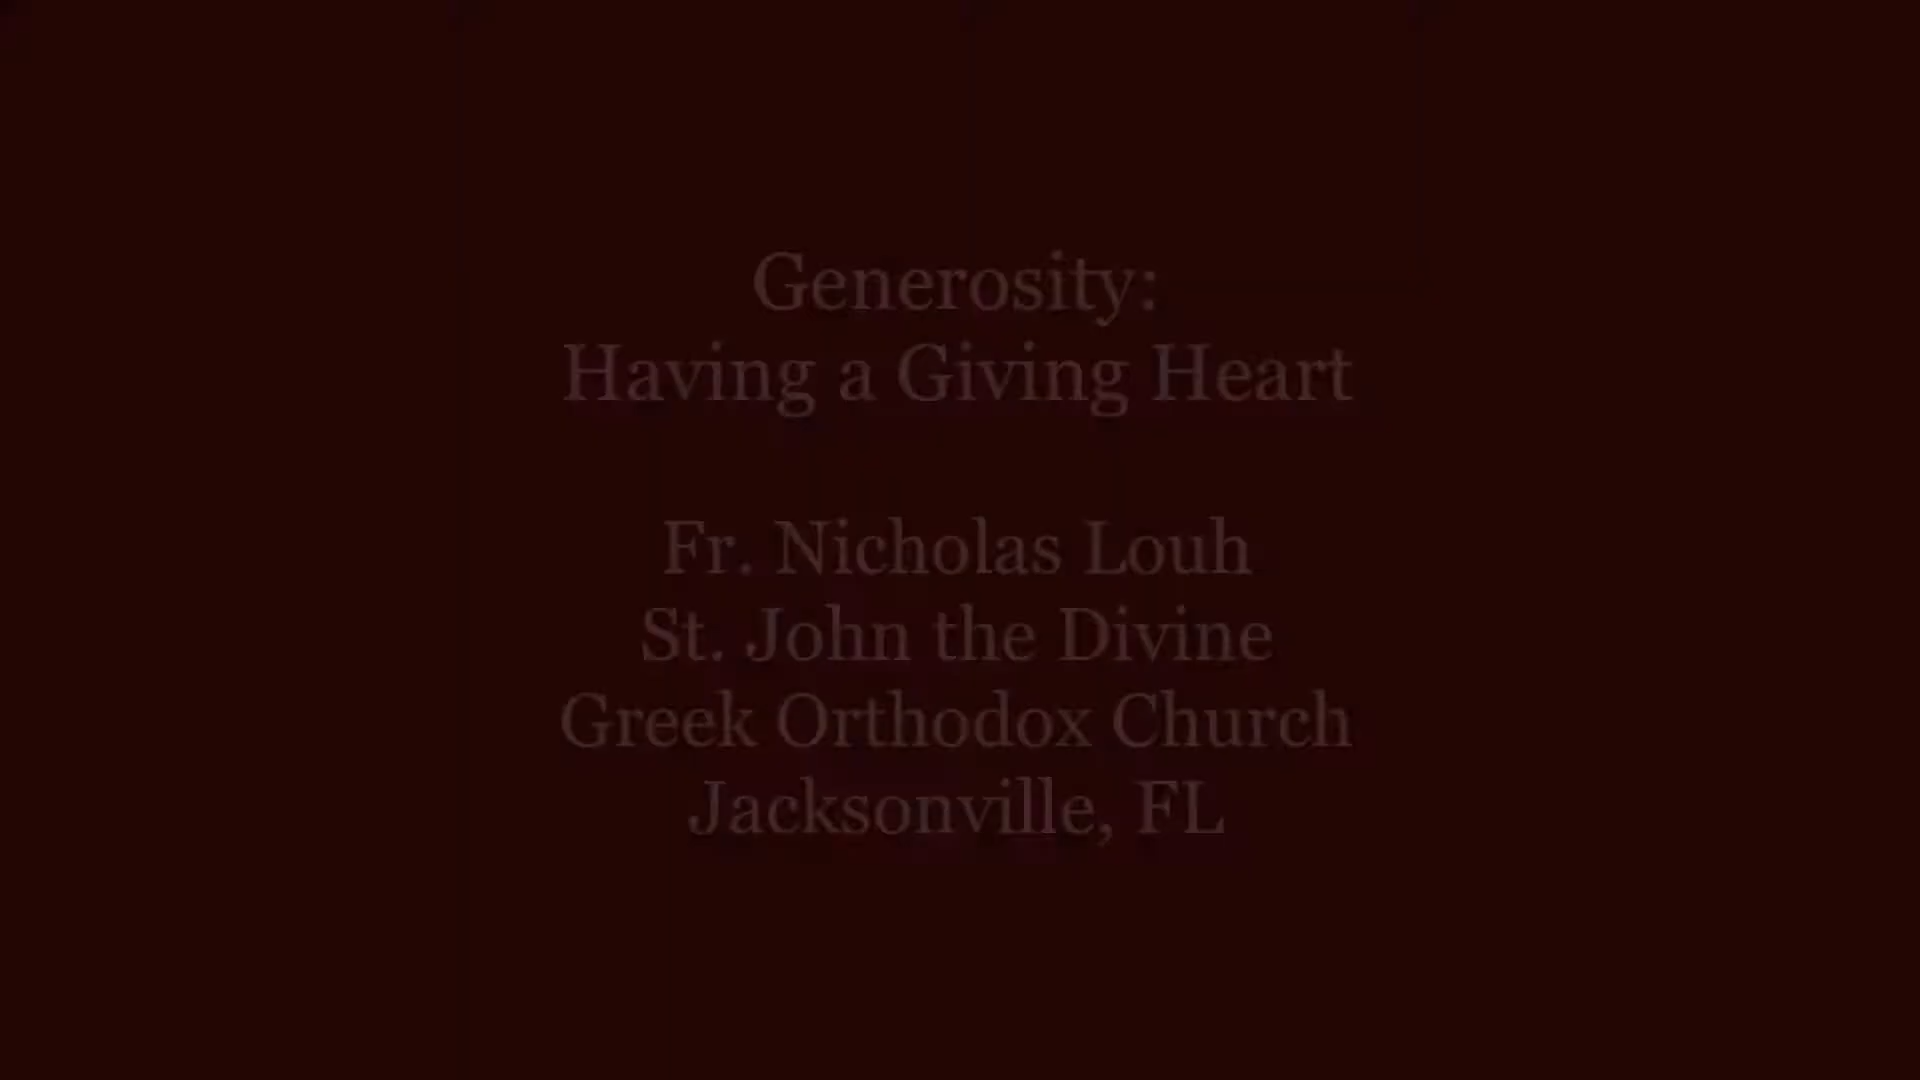 Generosity:
Having a Giving Heart
Fr. Nicholas Louh
St. John the Divine
Greek Orthodox Church
Jacksonville, FL